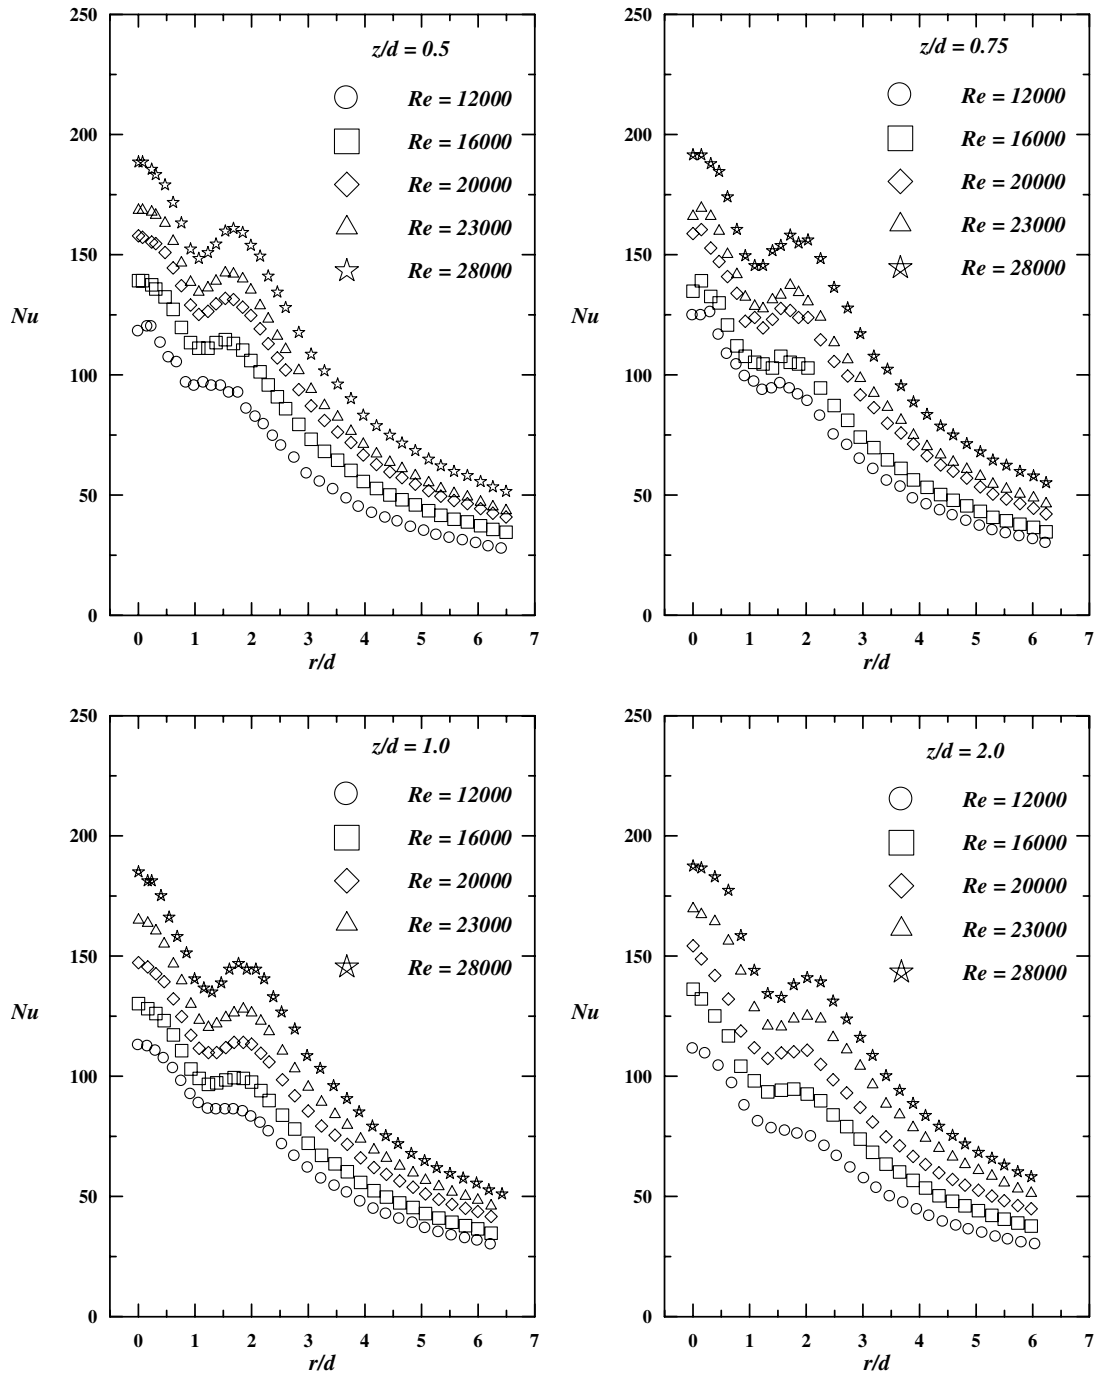 250
z/d = 0.5
Re = 12000
200
Re = 16000
Re = 20000
Re = 23000
150
Re = 28000
Nu
100
50
0
0 1 2 3 4 5 6 7
r/d
250
z/d = 0.75
Re = 12000
200
Re = 16000
Re = 20000
Re = 23000
150
Re = 28000
Nu
100
50
0
0 1 2 3 4 5 6 7
r/d
250
z/d = 1.0
Re = 12000
200
Re = 16000
Re = 20000
Re = 23000
150
Re = 28000
Nu
100
50
0
0 1 2 3 4 5 6 7
r/d
250
z/d = 2.0
Re = 12000
200
Re = 16000
Re = 20000
Re = 23000
150
Re = 28000
Nu
100
50
0
0 1 2 3 4 5 6 7
r/d